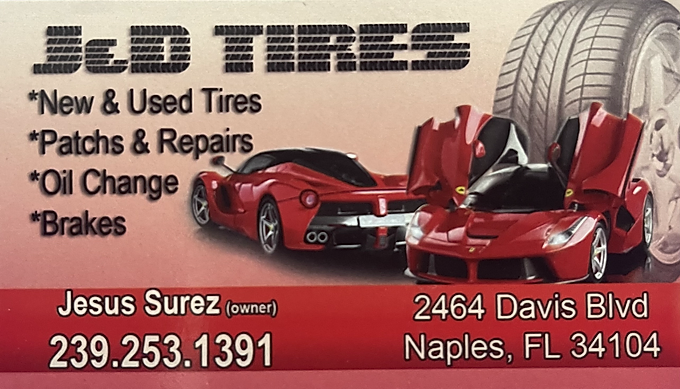 J&D TIRES
*New & Used Tires
*Patchs & Repairs
*Oil Change
*Brakes
Jesus Surez (owner)
239.253.1391
2464 Davis Blvd
Naples, FL 34104